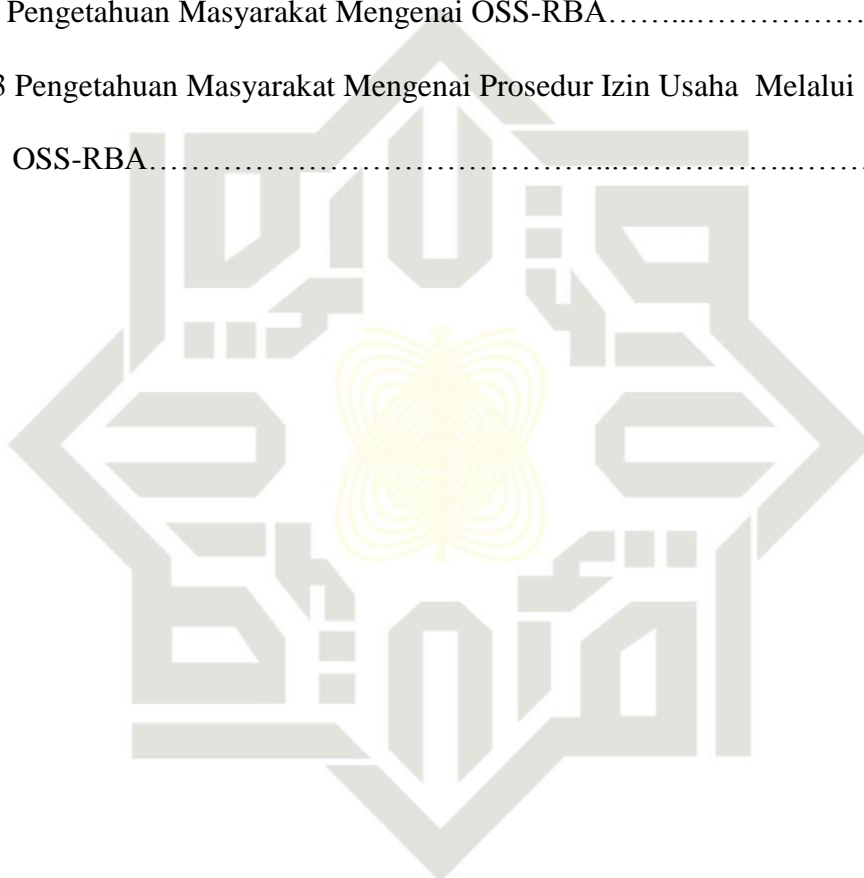 Pengetahuan Masyarakat Mengenai OSS-RBA……...……………
3 Pengetahuan Masyarakat Mengenai Prosedur Izin Usaha Melalui
OSS-RBA……………………………………...……………..……